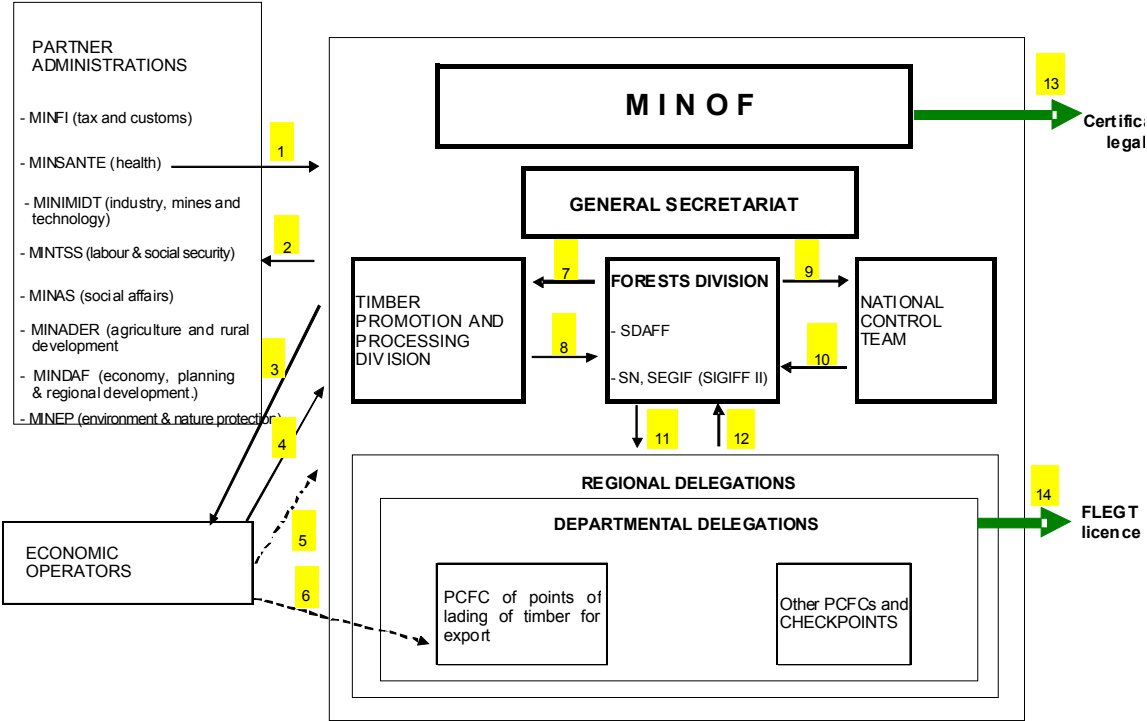 PARTNER
ADMINISTRATIONS
- MINFI (tax and customs)
- MINSANTE (health)
- MINIMIDT (industry, mines and
technology)
- MINTSS (labour & social security)
- MINAS (social affairs)
- MINADER (agriculture and rural
development
- MINDAF (economy, planning
& regional development.)
- MINEP (environment & nature protection)
1
2
3
4
5
6
ECONOMIC
OPERATORS
MINOF
13
Certifica
legal
GENERAL SECRETARIAT
TIMBER
PROMOTION AND
PROCESSING
DIVISION
7
8
FORESTS DIVISION
- SDAFF
- SN, SEGIF (SIGIFF II)
9
10
NATIONAL
CONTROL
TEAM
11
12
REGIONAL DELEGATIONS
DEPARTMENTAL DELEGATIONS
PCFC of points of
lading of timber for
export
Other PCFCs and
CHECKPOINTS
14
FLEGT
licence